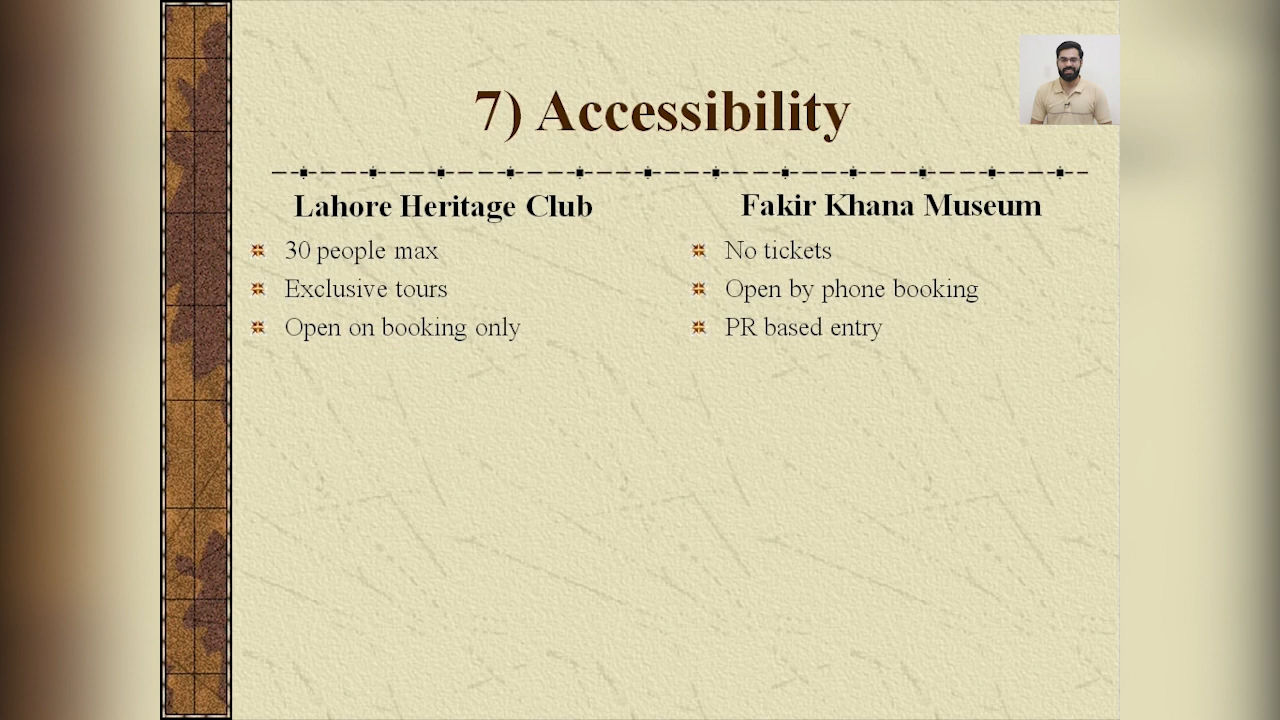 7) Accessibility
Lahore Heritage Club
30 people max
Exclusive tours
Open on booking only
Fakir Khana Museum
No tickets
Open by phone booking
PR based entry